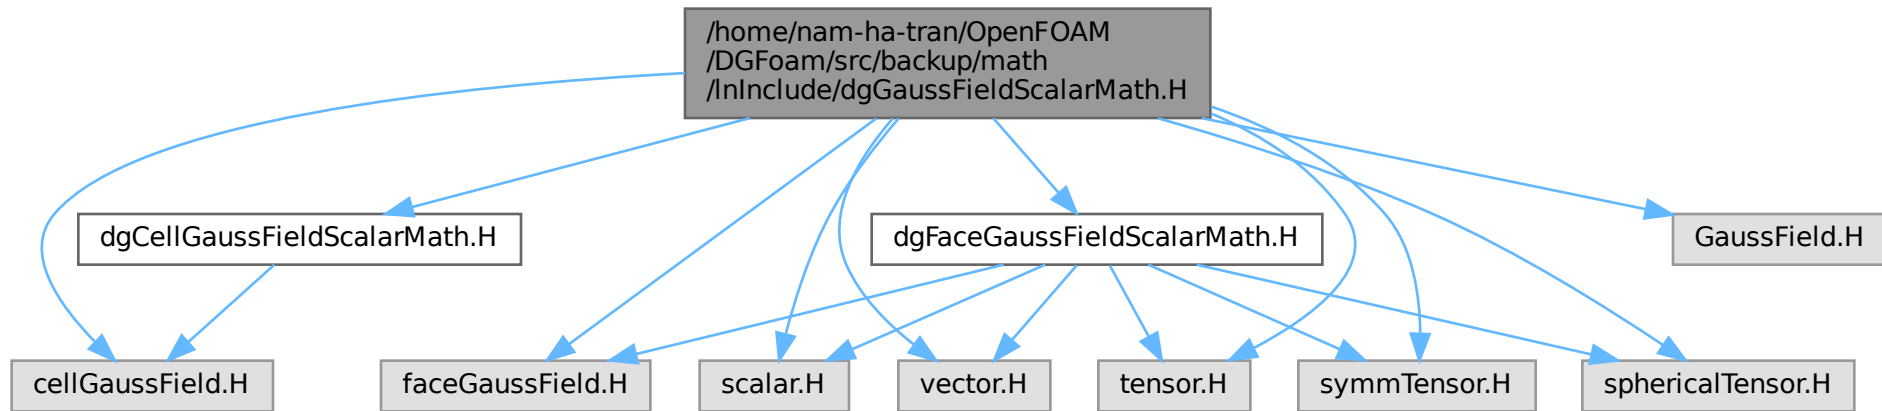 /home/nam-ha-tran/OpenFOAM
/DGFoam/src/backup/math
/lnInclude/dgGaussFieldScalarMath.H
dgCellGaussFieldScalarMath.H
dgFaceGaussFieldScalarMath.H
GaussField.H
cellGaussField.H
faceGaussField.H
scalar.H
vector.H
tensor.H
symmTensor.H
sphericalTensor.H